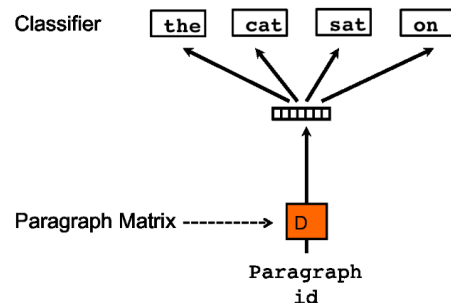 Classifier the cat sat on
Paragraph Matrix D
Paragraph
id